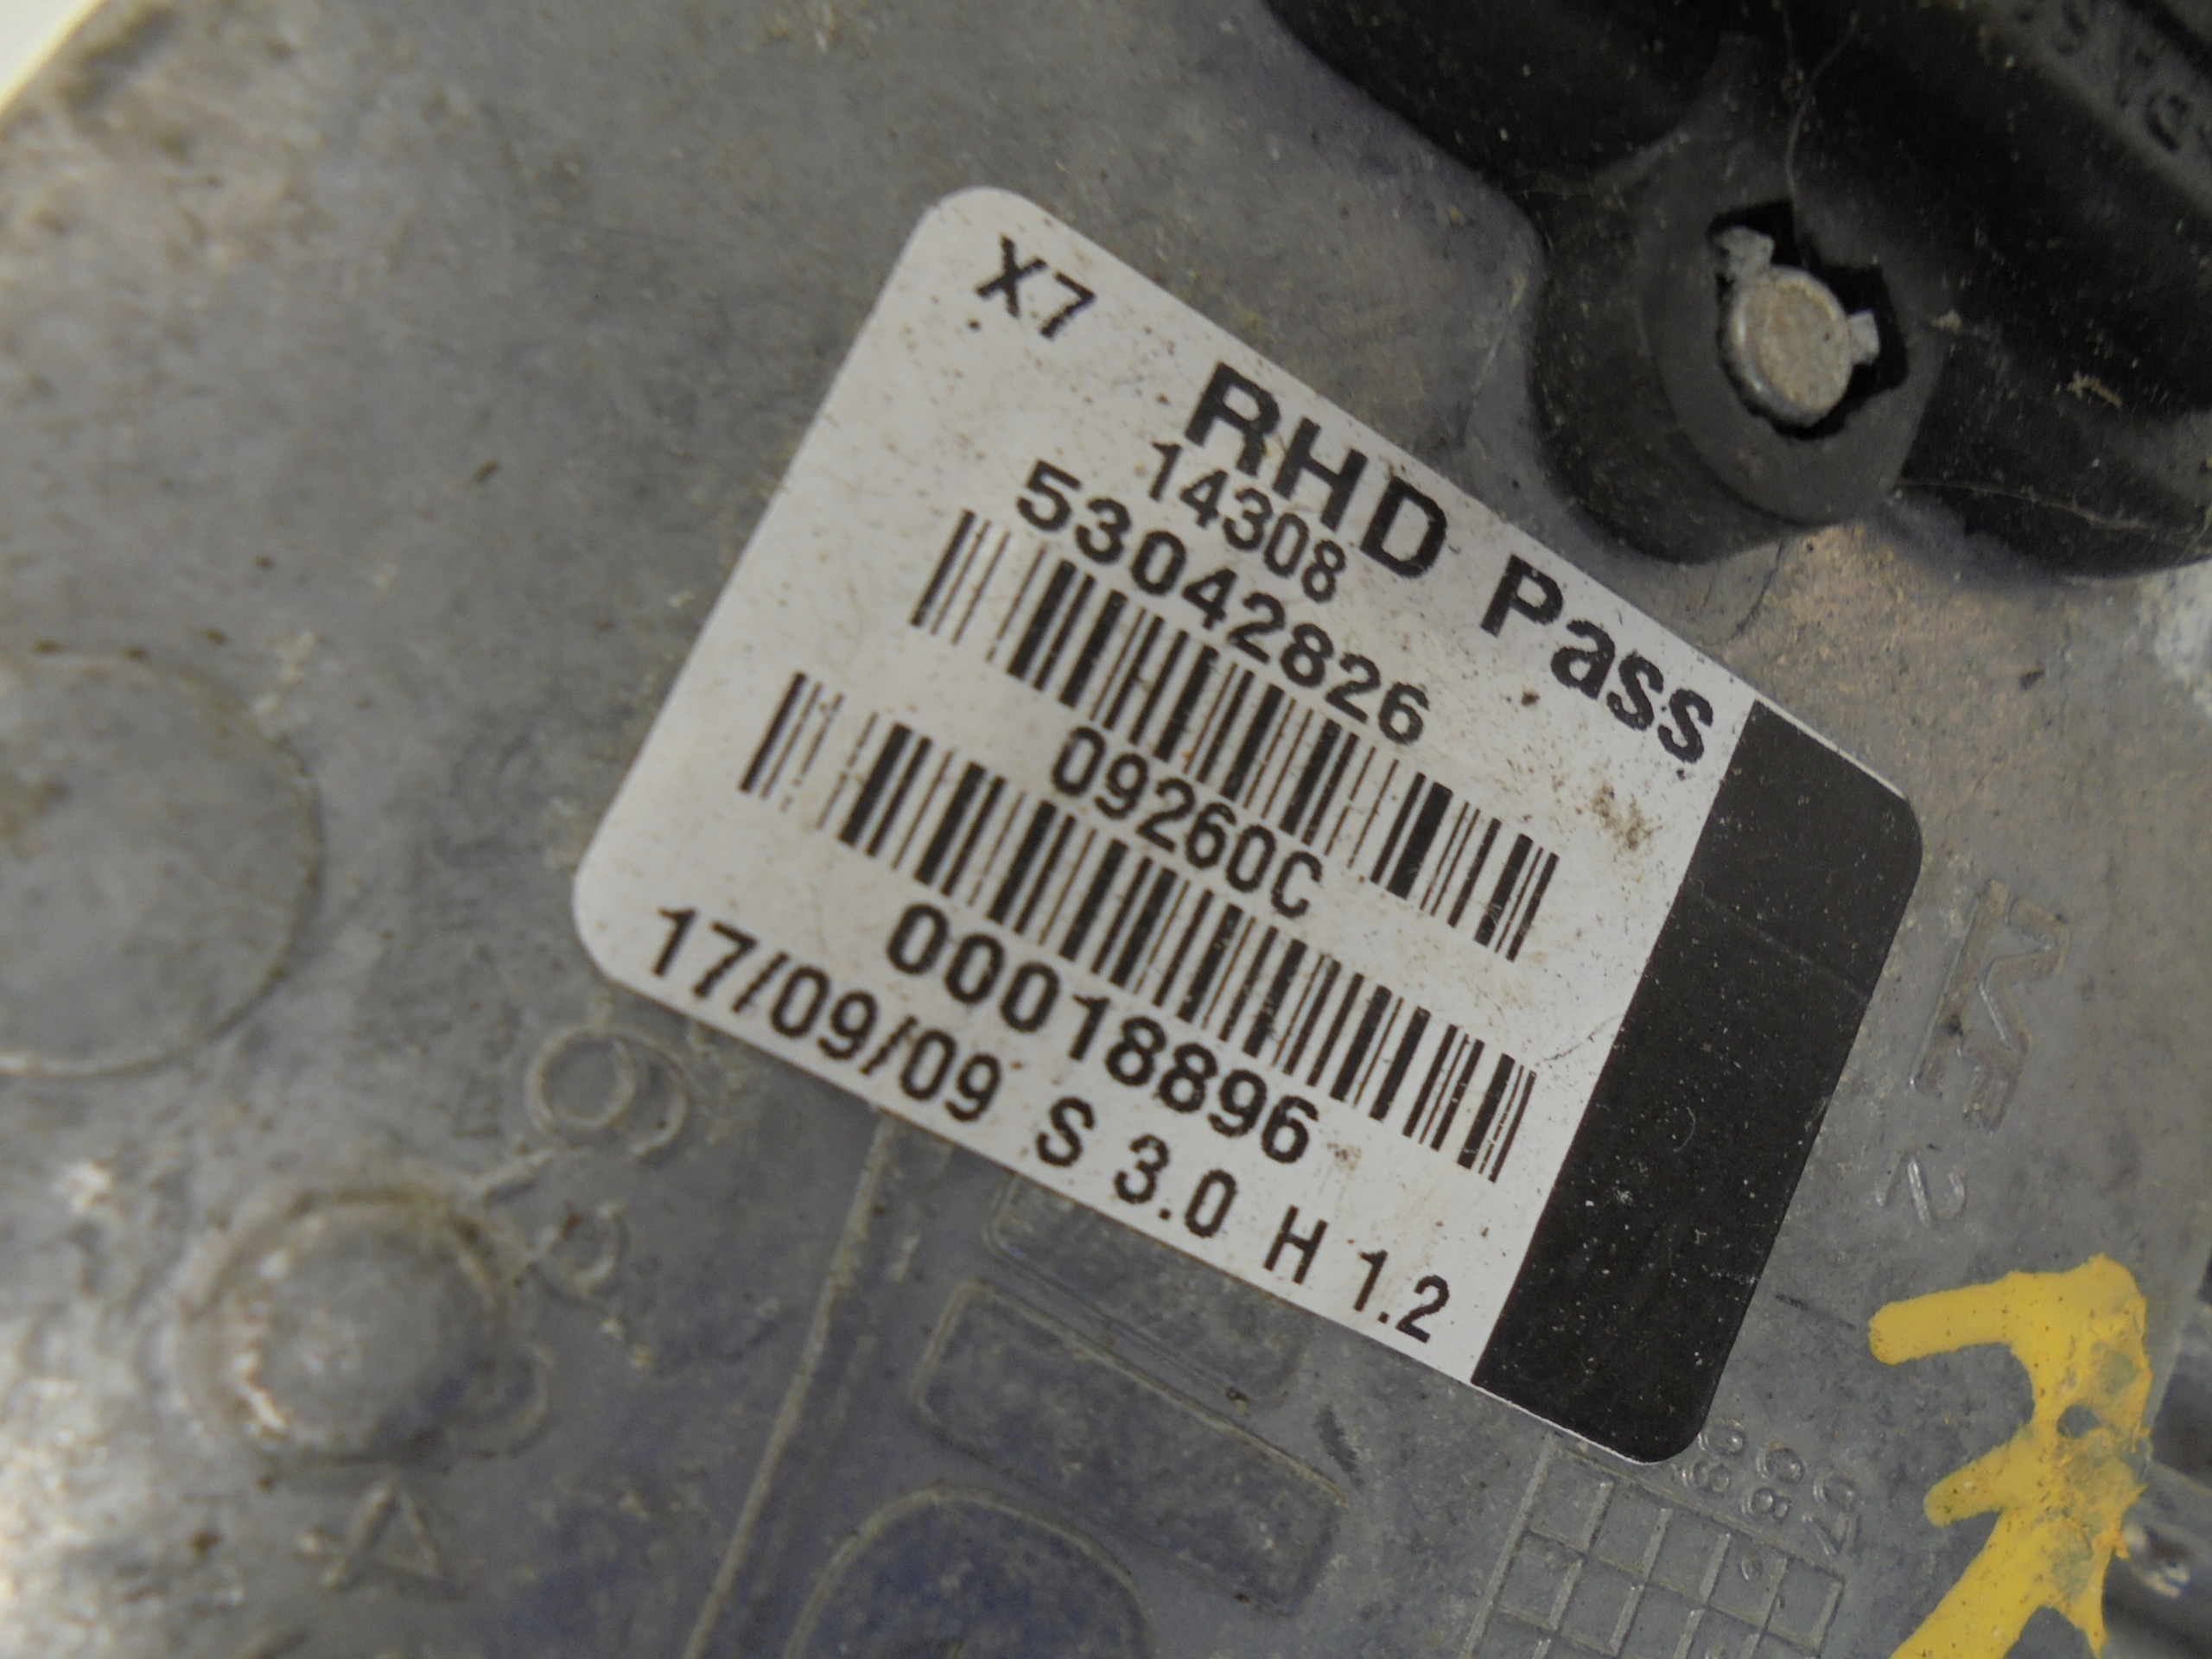 X7
RHD Pass
14308
53042826
09260C
00018896
17/09/09 S 3.0 H 1.2